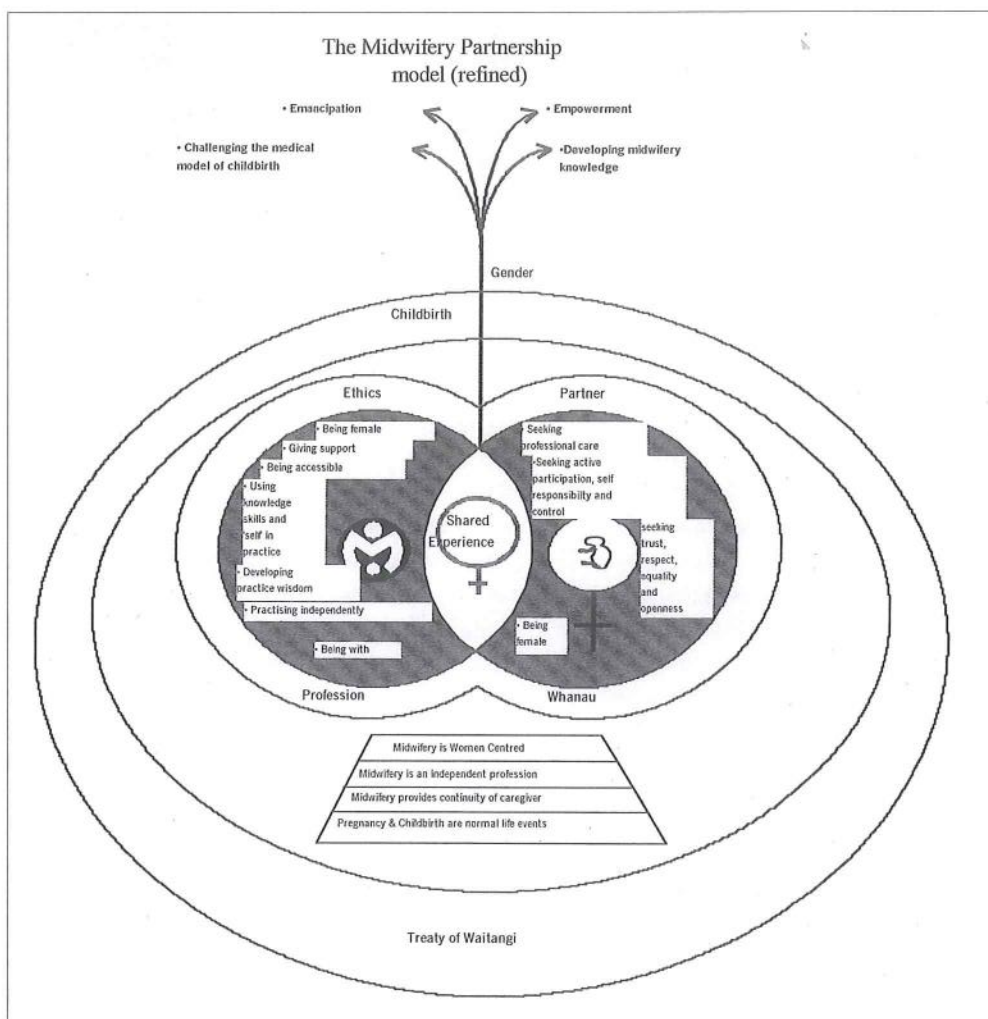 The Midwifery Partnership
model (refined)
• Emancipation
• Empowerment
• Challenging the medical
model of childbirth
•Developing midwifery
knowledge
Gender
Childbirth
Ethics
Partner
• Being female
• Giving support
• Being accessible
• Using
knowledge
skills and
'self in
practice
• Developing
practice wisdom
• Practising independently
• Being with
Shared
Experience
• Seeking
professional care
•Seeking active
participation, self
responsibilty and
control
seeking
trust,
respect,
equality
and
openness
• Being
female
Profession
Whanau
Midwifery is Women Centred
Midwifery is an independent profession
Midwifery provides continuity of caregiver
Pregnancy & Childbirth are normal life events
Treaty of Waitangi